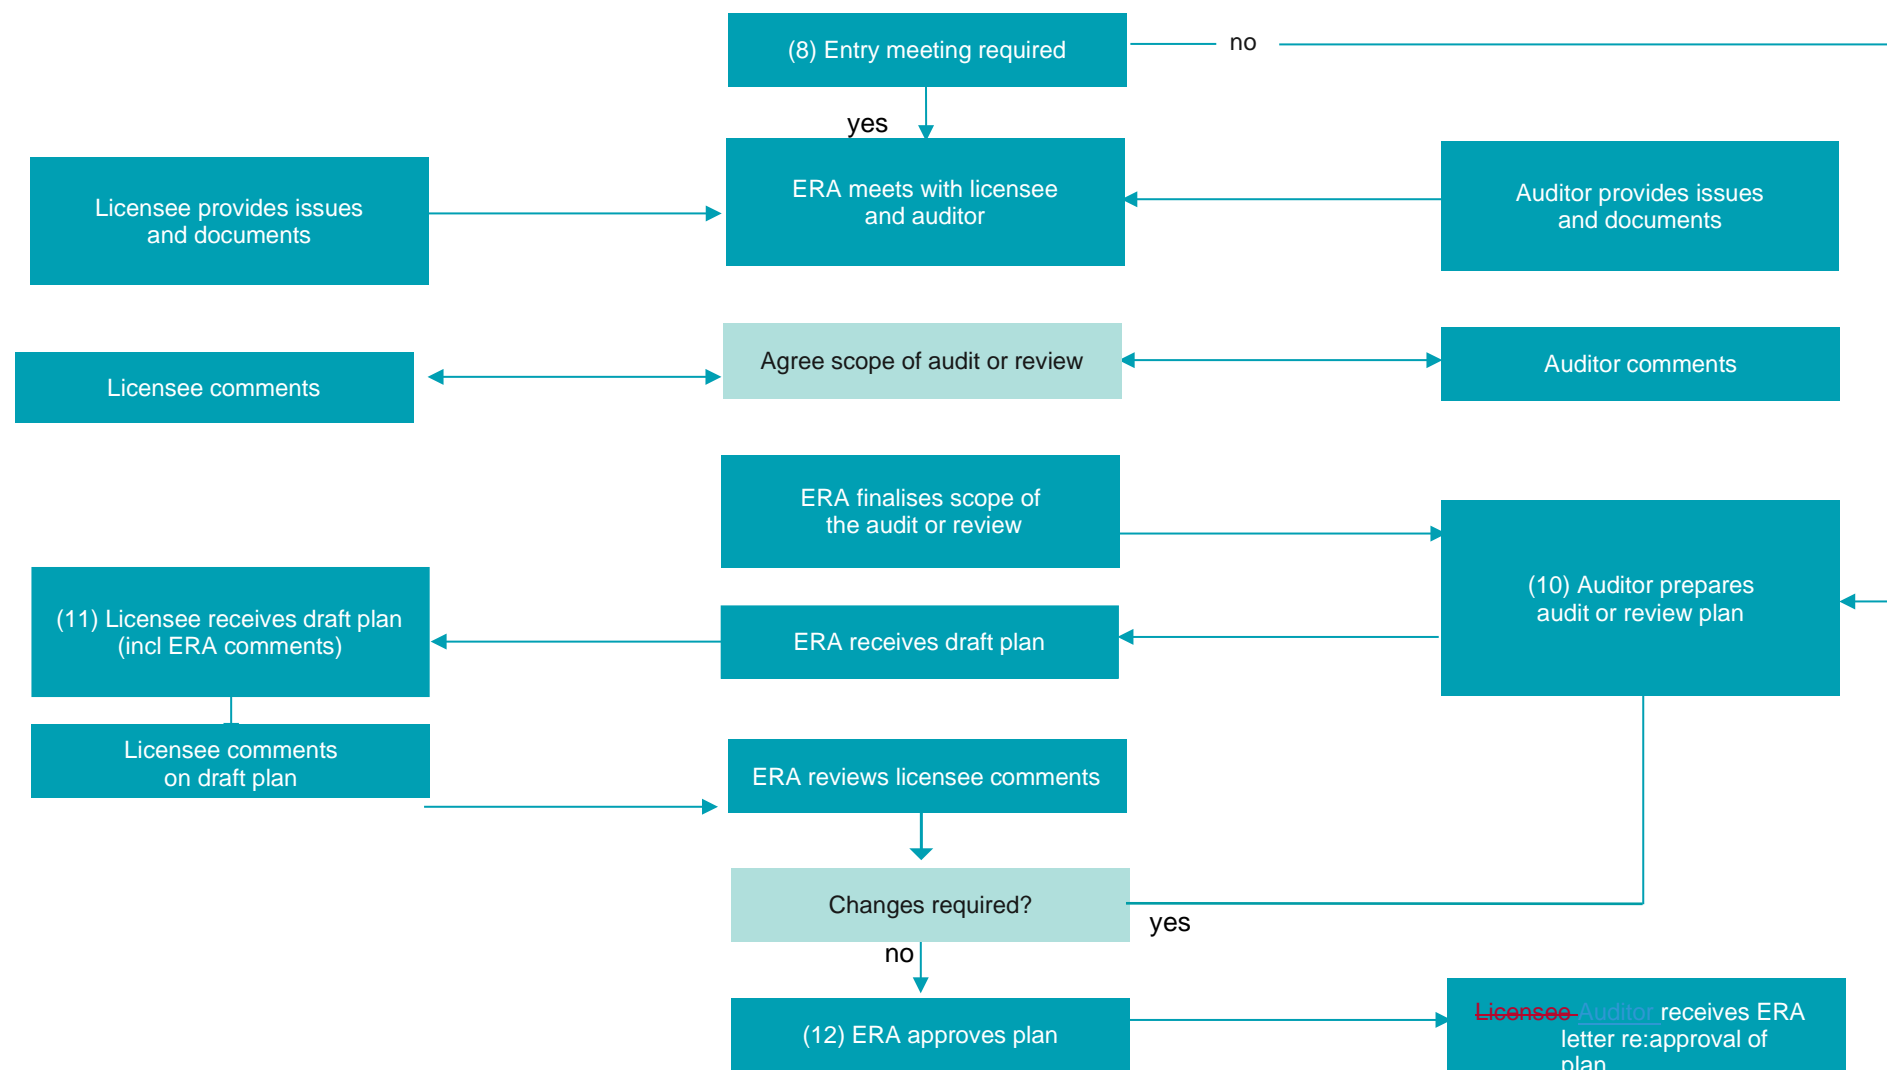 (8) Entry meeting required
no
yes
Licensee provides issues
and documents
ERA meets with licensee
and auditor
Auditor provides issues
and documents
Licensee comments
Agree scope of audit or review
Auditor comments
ERA finalises scope of
the audit or review
(10) Auditor prepares
audit or review plan
(11) Licensee receives draft plan
(incl ERA comments)
ERA receives draft plan
Licensee comments
on draft plan
ERA reviews licensee comments
Changes required?
yes
no
(12) ERA approves plan
Licensee Auditor receives ERA
letter re:approval of
plan